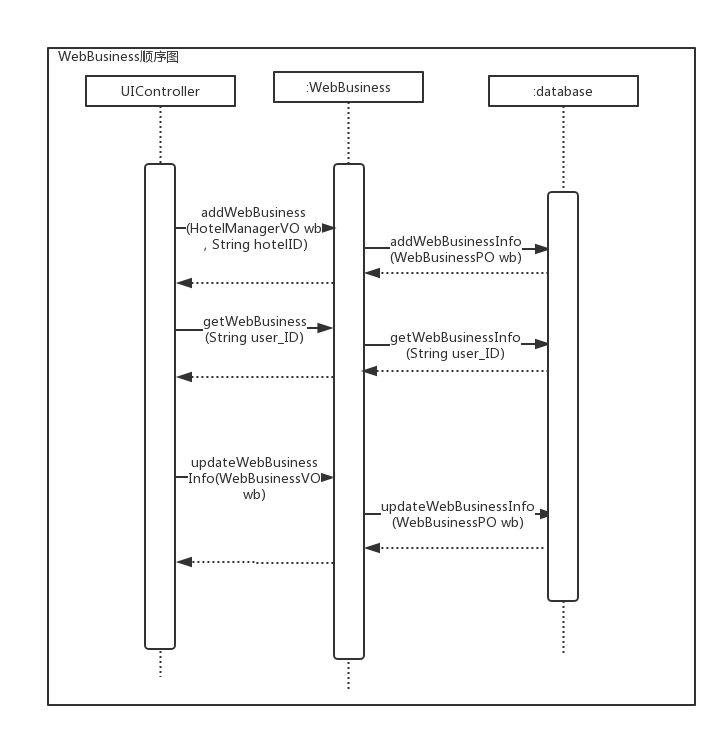 WebBusiness顺序图
UIController
:WebBusiness
:database
addWebBusiness
(HotelManagerVO wb
, String hotelID)
addWebBusinessInfo
(WebBusinessPO wb)
getWebBusiness
(String user_ID)
getWebBusinessInfo
(String user_ID)
updateWebBusiness
Info(WebBusinessVO
wb)
updateWebBusinessInfo
(WebBusinessPO wb)